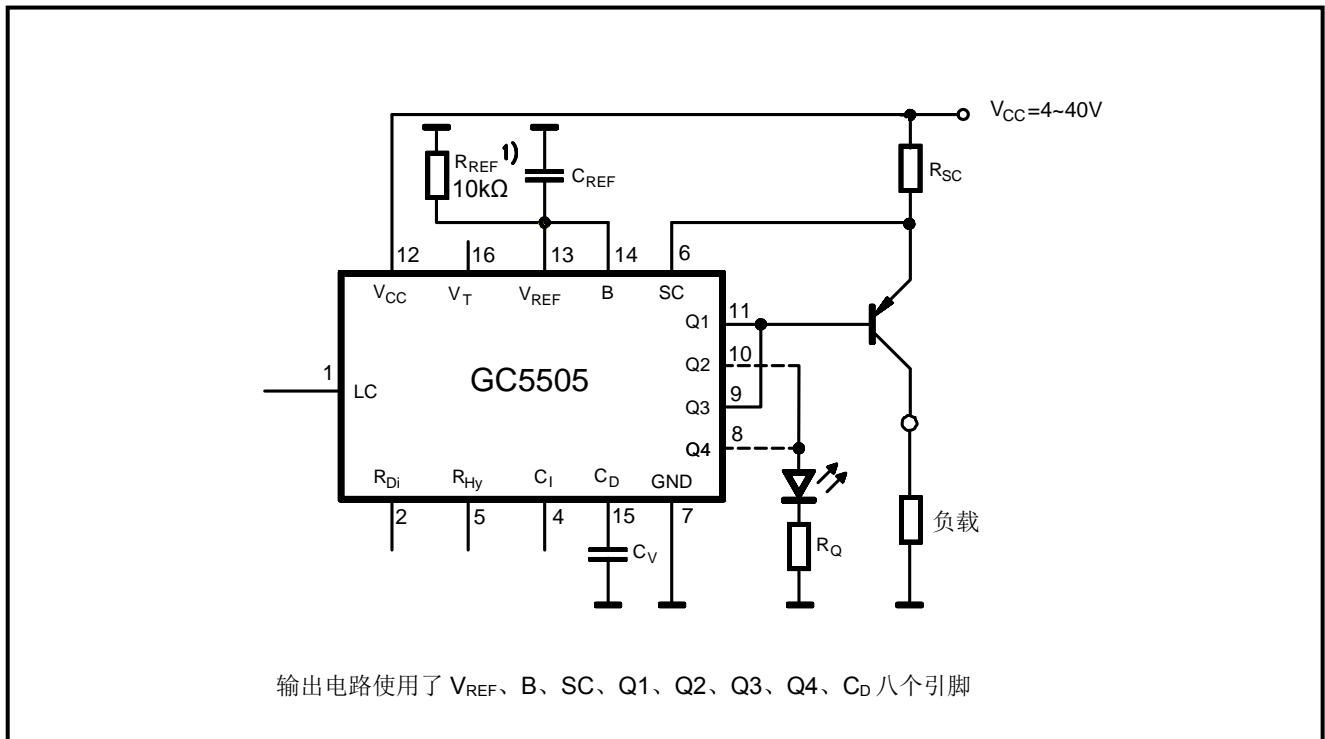 V_CC=4~40V
R_REF 1)
10kΩ
C_REF
R_SC
12
16
13
14
6
V_CC
V_T
V_REF
B
SC
Q1
11
Q2
10
1
LC
GC5505
Q3
9
Q4
8
R_Di
R_Hy
C_I
C_D
GND
2
5
4
15
7
C_V
R_Q
负载
输出电路使用了 V_REF、B、SC、Q1、Q2、Q3、Q4、C_D 八个引脚